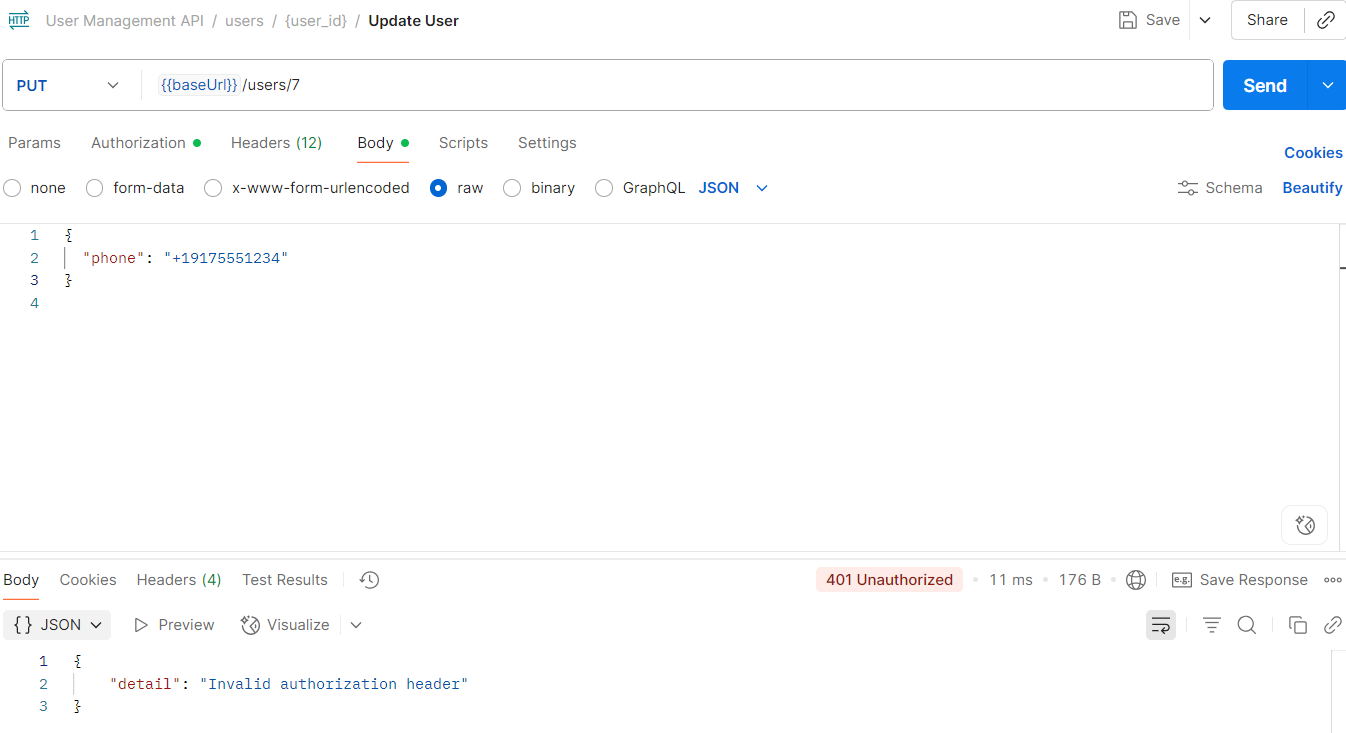 HTTP User Management API / users / {user_id} / Update User Save Share
PUT {{baseUrl}} /users/7 Send
Params Authorization Headers (12) Body Scripts Settings Cookies
none form-data x-www-form-urlencoded raw binary GraphQL JSON Schema Beautify
1 {
2 "phone": "+19175551234"
3 }
4
Body Cookies Headers (4) Test Results 401 Unauthorized 11 ms 176 B e.g. Save Response
{} JSON Preview Visualize
1 {
2 "detail": "Invalid authorization header"
3 }